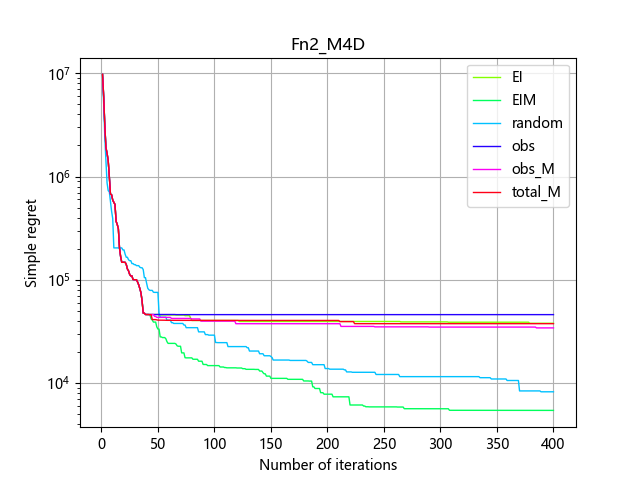 Fn2_M4D
Simple regret
10^7
10^6
10^5
10^4
EI
EIM
random
obs
obs_M
total_M
0 50 100 150 200 250 300 350 400
Number of iterations